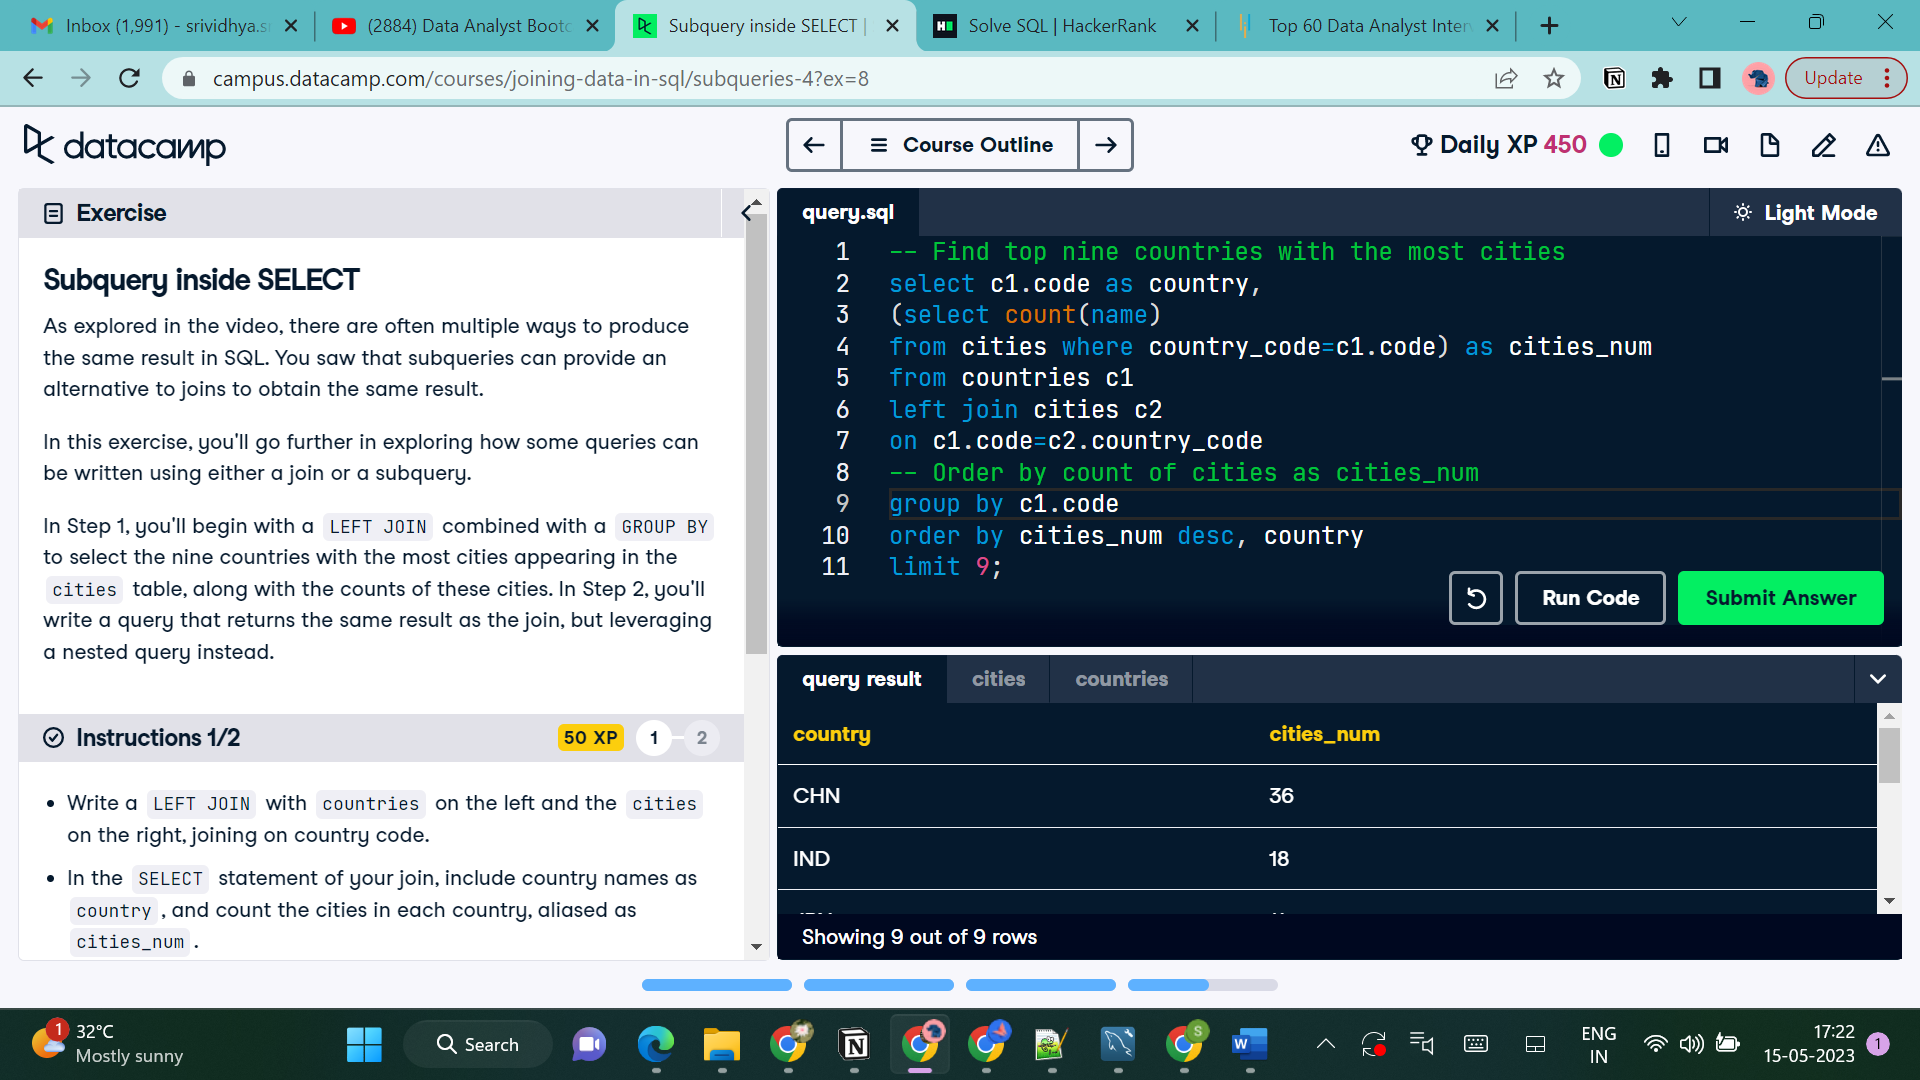 Inbox (1,991) - srividhya.s
(2884) Data Analyst Bootc
Subquery inside SELECT |
Solve SQL | HackerRank
Top 60 Data Analyst Inter
campus.datacamp.com/courses/joining-data-in-sql/subqueries-4?ex=8
Update
datacamp
Course Outline
Daily XP 450
Exercise
Subquery inside SELECT
As explored in the video, there are often multiple ways to produce
the same result in SQL. You saw that subqueries can provide an
alternative to joins to obtain the same result.
In this exercise, you'll go further in exploring how some queries can
be written using either a join or a subquery.
In Step 1, you'll begin with a LEFT JOIN combined with a GROUP BY
to select the nine countries with the most cities appearing in the
cities table, along with the counts of these cities. In Step 2, you'll
write a query that returns the same result as the join, but leveraging
a nested query instead.
Instructions 1/2
50 XP
1
2
Write a LEFT JOIN with countries on the left and the cities
on the right, joining on country code.
In the SELECT statement of your join, include country names as
country , and count the cities in each country, aliased as
cities_num .
query.sql
Light Mode
1 -- Find top nine countries with the most cities
2 select c1.code as country,
3 (select count(name)
4 from cities where country_code=c1.code) as cities_num
5 from countries c1
6 left join cities c2
7 on c1.code=c2.country_code
8 -- Order by count of cities as cities_num
9 group by c1.code
10 order by cities_num desc, country
11 limit 9;
Run Code
Submit Answer
query result
cities
countries
country cities_num
CHN 36
IND 18
Showing 9 out of 9 rows
1
32°C
Mostly sunny
Search
S
W
ENG
IN
17:22
15-05-2023
1